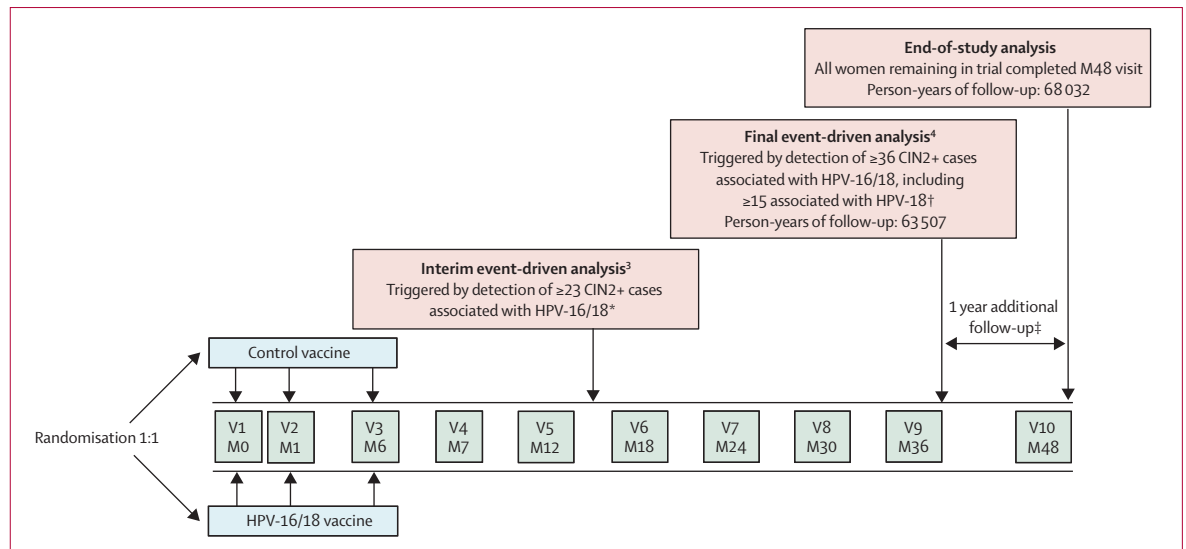 End-of-study analysis
All women remaining in trial completed M48 visit
Person-years of follow-up: 68 032
Final event-driven analysis⁴
Triggered by detection of ≥36 CIN2+ cases
associated with HPV-16/18, including
≥15 associated with HPV-18†
Person-years of follow-up: 63 507
Interim event-driven analysis³
Triggered by detection of ≥23 CIN2+ cases
associated with HPV-16/18*
1 year additional
follow-up‡
Control vaccine
Randomisation 1:1
V1
M0
V2
M1
V3
M6
V4
M7
V5
M12
V6
M18
V7
M24
V8
M30
V9
M36
V10
M48
HPV-16/18 vaccine